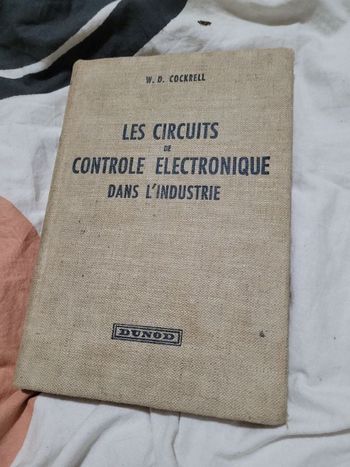 W. D. COCKRELL
LES CIRCUITS
DE
CONTROLE ELECTRONIQUE
DANS L'INDUSTRIE
DUNOD